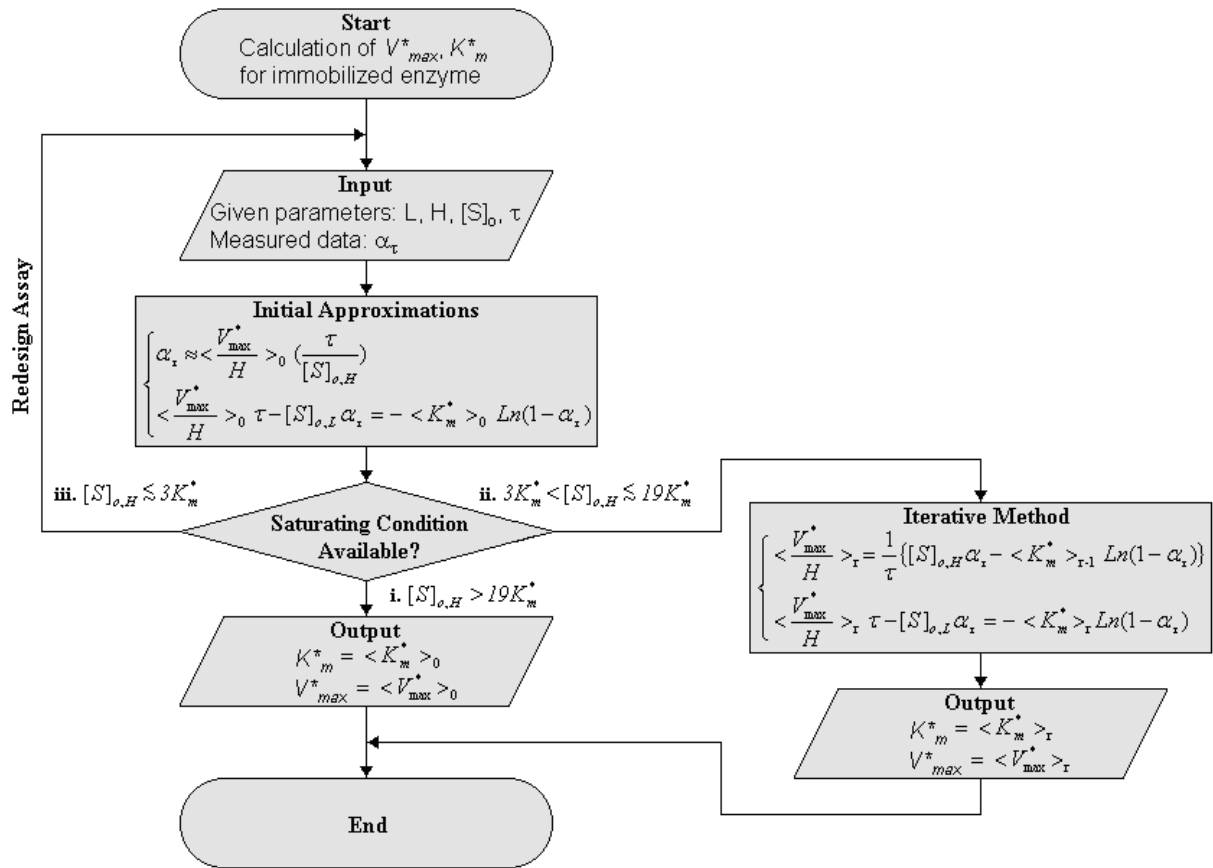 Start
Calculation of V*max, K*m
for immobilized enzyme
Input
Given parameters: L, H, [S]o, τ
Measured data: ατ
Initial Approximations
ατ ≈ < V*max / H >0 ( τ / [S]o,H )
< V*max / H >0 τ − [S]o,L ατ = − < K*m >0 Ln(1 − ατ)
Redesign Assay
iii. [S]o,H ≲ 3K*m
ii. 3K*m < [S]o,H ≲ 19K*m
Saturating Condition
Available?
i. [S]o,H > 19K*m
Output
K*m = < K*m >0
V*max = < V*max >0
Iterative Method
< V*max / H >r = 1/τ {[S]o,H ατ − < K*m >r-1 Ln(1 − ατ)}
< V*max / H >r τ − [S]o,L ατ = − < K*m >r Ln(1 − ατ)
Output
K*m = < K*m >r
V*max = < V*max >r
End